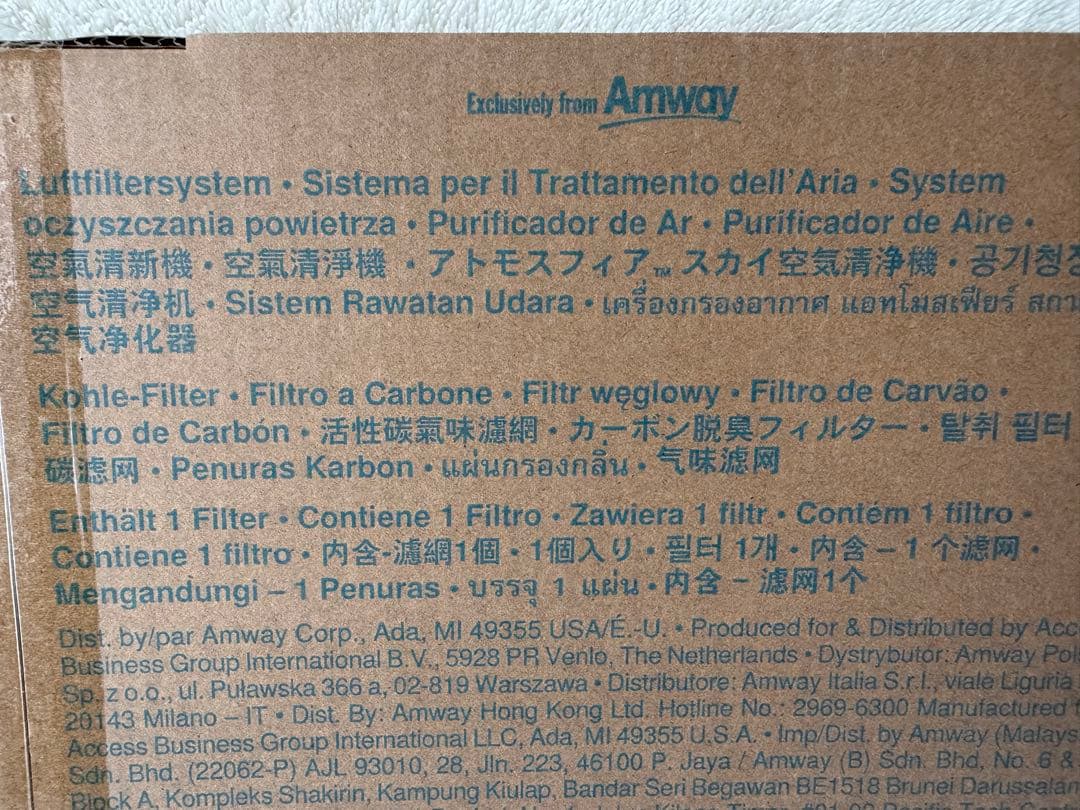 Exclusively from Amway
Luftfiltersystem • Sistema per il Trattamento dell'Aria • System
oczyszczania powietrza • Purificador de Ar • Purificador de Aire •
空氣清新機 • 空氣清淨機 • アトモスフィア™ スカイ空気清浄機 • 공기청정
空气清净机 • Sistem Rawatan Udara • เครื่องกรองอากาศ แอทโมสเฟียร์ สกา
空气净化器
Kohle-Filter • Filtro a Carbone • Filtr węglowy • Filtro de Carvão •
Filtro de Carbón • 活性碳氣味濾網 • カーボン脱臭フィルター • 탈취 필터
碳滤网 • Penuras Karbon • แผ่นกรองกลิ่น • 气味滤网
Enthält 1 Filter • Contiene 1 Filtro • Zawiera 1 filtr • Contém 1 filtro •
Contiene 1 filtro • 内含-濾網1個 • 1個入り • 필터 1개 • 内含 – 1 个滤网 •
Mengandungi – 1 Penuras • บรรจุ 1 แผ่น • 内含 – 滤网1个
Dist. by/par Amway Corp., Ada, MI 49355 USA/É.-U. • Produced for & Distributed by Acc
Business Group International B.V., 5928 PR Venlo, The Netherlands • Dystrybutor: Amway Pol
Sp. z o.o., ul. Puławska 366 a, 02-819 Warszawa • Distributore: Amway Italia S.r.l., viale Liguria
20143 Milano – IT • Dist. By: Amway Hong Kong Ltd. Hotline No.: 2969-6300 Manufactured
Access Business Group International LLC, Ada, MI 49355 U.S.A. • Imp/Dist. by Amway (Malays
Sdn. Bhd. (22062-P) AJL 93010, 28, Jln. 223, 46100 P. Jaya / Amway (B) Sdn. Bhd, No. 6 &
Block A, Kompleks Shakirin, Kampung Kiulap, Bandar Seri Begawan BE1518 Brunei Darussalam